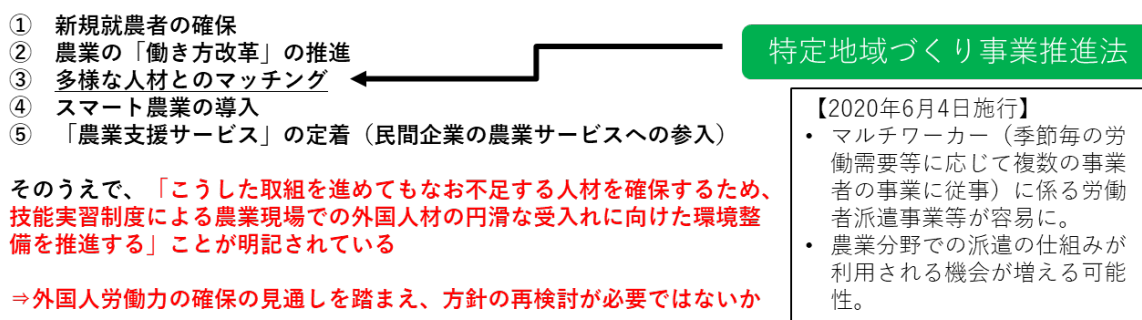 ① 新規就農者の確保
② 農業の「働き方改革」の推進
③ 多様な人材とのマッチング
④ スマート農業の導入
⑤ 「農業支援サービス」の定着（民間企業の農業サービスへの参入）
そのうえで、「こうした取組を進めてもなお不足する人材を確保するため、
技能実習制度による農業現場での外国人材の円滑な受入れに向けた環境整
備を推進する」ことが明記されている
⇒外国人労働力の確保の見通しを踏まえ、方針の再検討が必要ではないか
特定地域づくり事業推進法
【2020年6月4日施行】
• マルチワーカー（季節毎の労
働需要等に応じて複数の事業
者の事業に従事）に係る労働
者派遣事業等が容易に。
• 農業分野での派遣の仕組みが
利用される機会が増える可能
性。